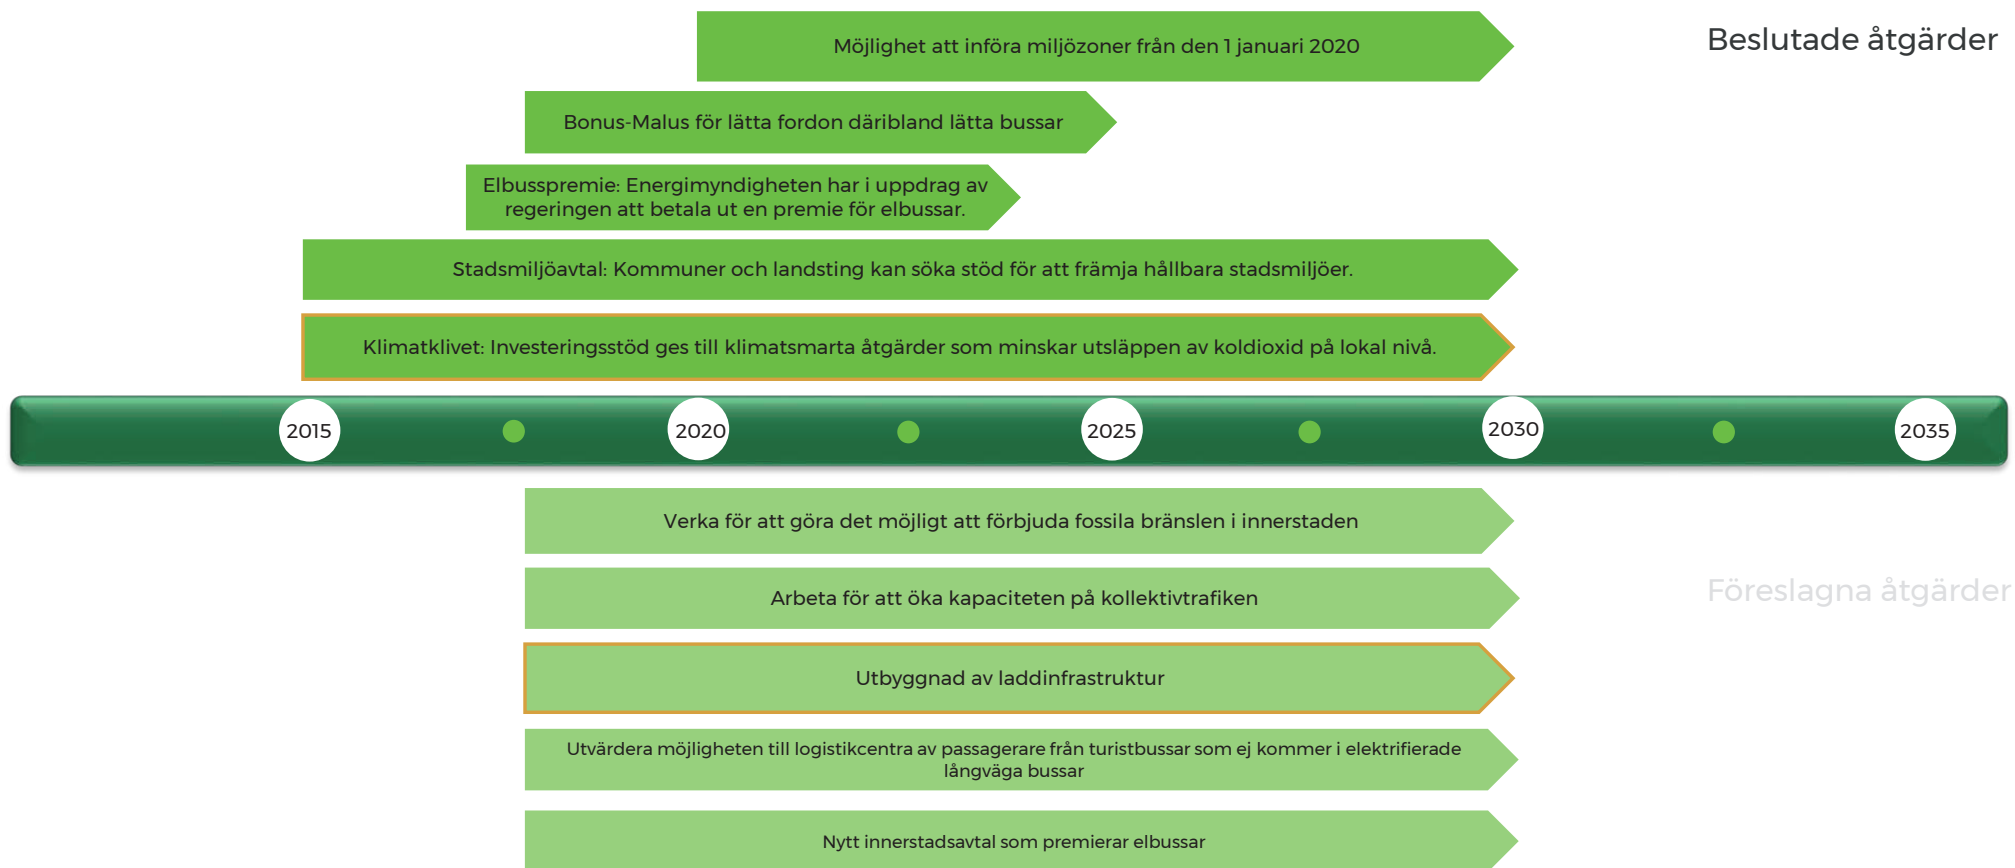 Möjlighet att införa miljözoner från den 1 januari 2020
Beslutade åtgärder
Bonus-Malus för lätta fordon däribland lätta bussar
Elbusspremie: Energimyndigheten har i uppdrag av
regeringen att betala ut en premie för elbussar.
Stadsmiljöavtal: Kommuner och landsting kan söka stöd för att främja hållbara stadsmiljöer.
Klimatklivet: Investeringsstöd ges till klimatsmarta åtgärder som minskar utsläppen av koldioxid på lokal nivå.
2015
2020
2025
2030
2035
Verka för att göra det möjligt att förbjuda fossila bränslen i innerstaden
Arbeta för att öka kapaciteten på kollektivtrafiken
Föreslagna åtgärder
Utbyggnad av laddinfrastruktur
Utvärdera möjligheten till logistikcentra av passagerare från turistbussar som ej kommer i elektrifierade
långväga bussar
Nytt innerstadsavtal som premierar elbussar